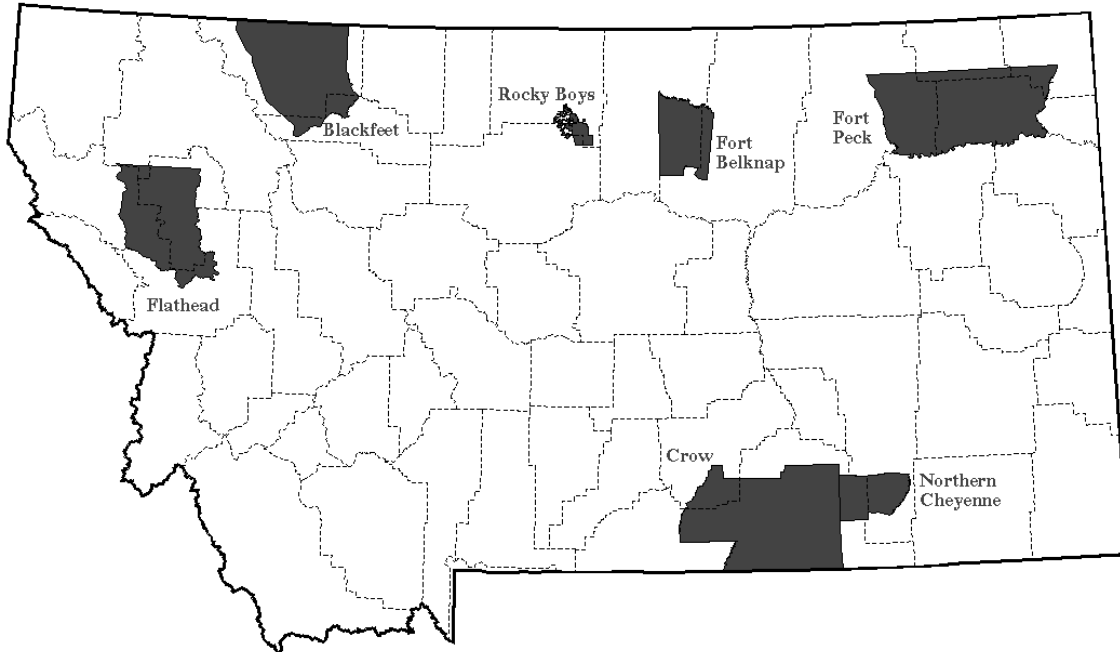 Rocky Boys
Blackfeet
Fort
Peck
Fort
Belknap
Flathead
Crow
Northern
Cheyenne